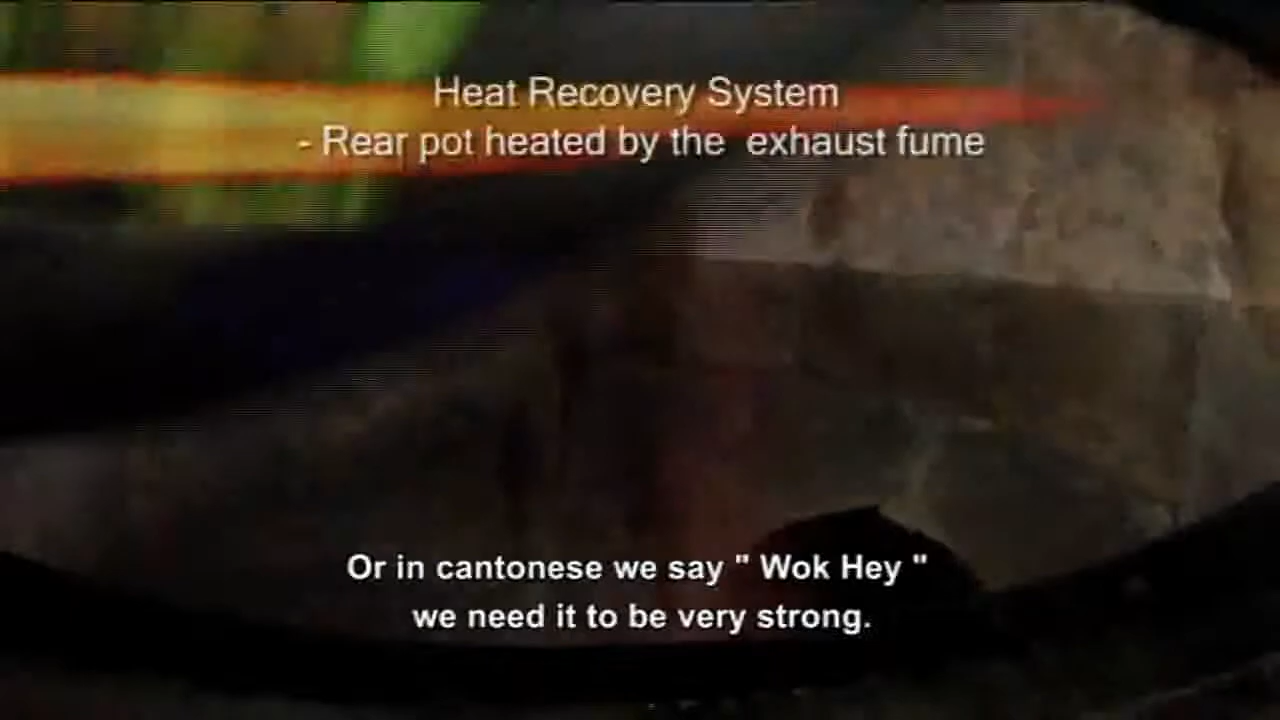 Heat Recovery System
- Rear pot heated by the exhaust fume
Or in cantonese we say " Wok Hey "
we need it to be very strong.